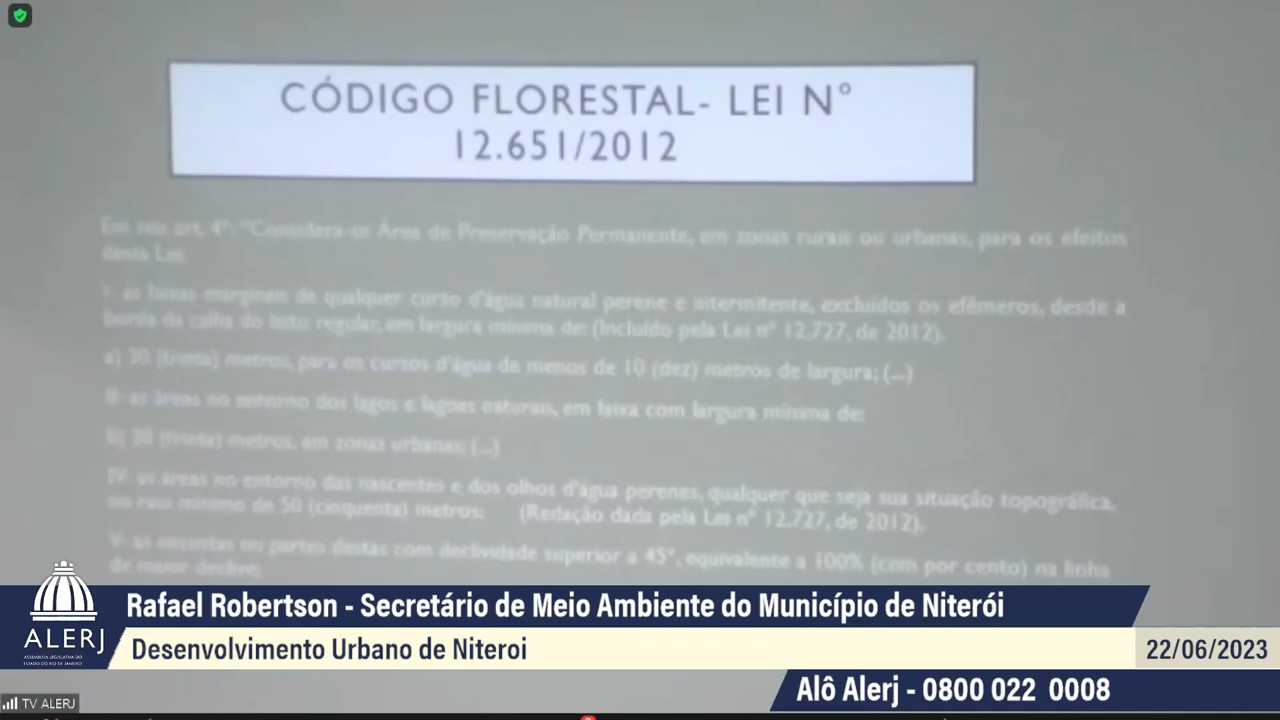 CÓDIGO FLORESTAL- LEI N°
12.651/2012
Em seu art. 4º: "Considera-se Área de Preservação Permanente, em zonas rurais ou urbanas, para os efeitos
desta Lei:
I- as faixas marginais de qualquer curso d'água natural perene e intermitente, excluídos os efêmeros, desde a
borda da calha do leito regular, em largura mínima de: (Incluído pela Lei nº 12.727, de 2012).
a) 30 (trinta) metros, para os cursos d'água de menos de 10 (dez) metros de largura; (...)
II- as áreas no entorno dos lagos e lagoas naturais, em faixa com largura mínima de:
b) 30 (trinta) metros, em zonas urbanas; (...)
IV- as áreas no entorno das nascentes e dos olhos d'água perenes, qualquer que seja sua situação topográfica,
no raio mínimo de 50 (cinquenta) metros; (Redação dada pela Lei nº 12.727, de 2012).
V- as encostas ou partes destas com declividade superior a 45°, equivalente a 100% (cem por cento) na linha
de maior declive;
Rafael Robertson - Secretário de Meio Ambiente do Município de Niterói
ALERJ
ASSEMBLEIA LEGISLATIVA DO
ESTADO DO RIO DE JANEIRO
Desenvolvimento Urbano de Niteroi
22/06/2023
Alô Alerj - 0800 022 0008
TV ALERJ